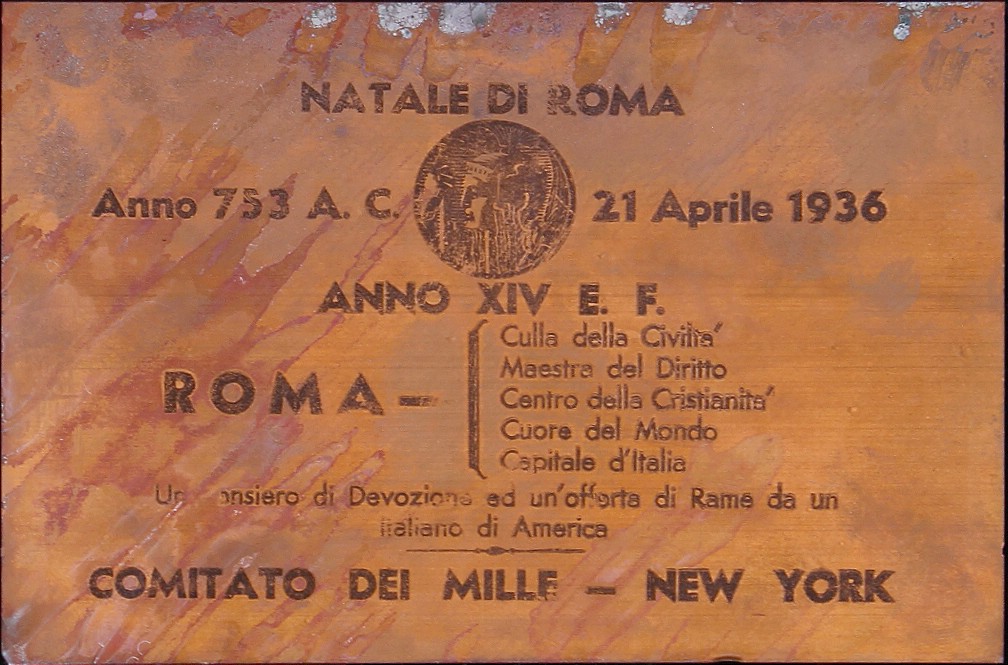 NATALE DI ROMA
Anno 753 A. C. 21 Aprile 1936
ANNO XIV E. F.
ROMA —
Culla della Civilta'
Maestra del Diritto
Centro della Cristianita'
Cuore del Mondo
Capitale d'Italia
Un pensiero di Devozione ed un'offerta di Rame da un
Italiano di America
COMITATO DEI MILLE — NEW YORK